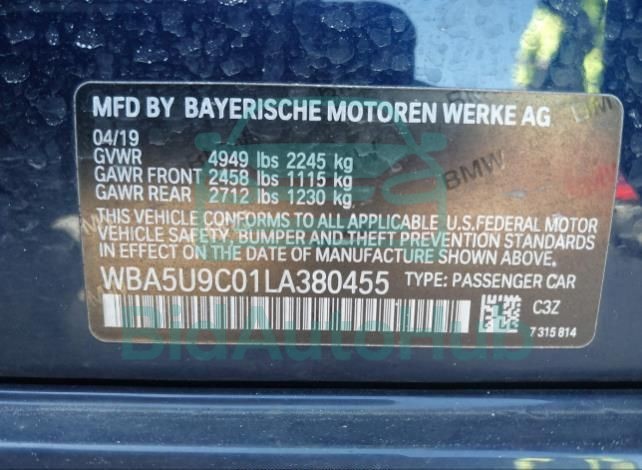 MFD BY BAYERISCHE MOTOREN WERKE AG
04/19
GVWR 4949 lbs 2245 kg
GAWR FRONT 2458 lbs 1115 kg
GAWR REAR 2712 lbs 1230 kg
THIS VEHICLE CONFORMS TO ALL APPLICABLE U.S.FEDERAL MOTOR
VEHICLE SAFETY, BUMPER AND THEFT PREVENTION STANDARDS
IN EFFECT ON THE DATE OF MANUFACTURE SHOWN ABOVE.
WBA5U9C01LA380455 TYPE: PASSENGER CAR
C3Z
7 315 814
BMW
BidAutoHub